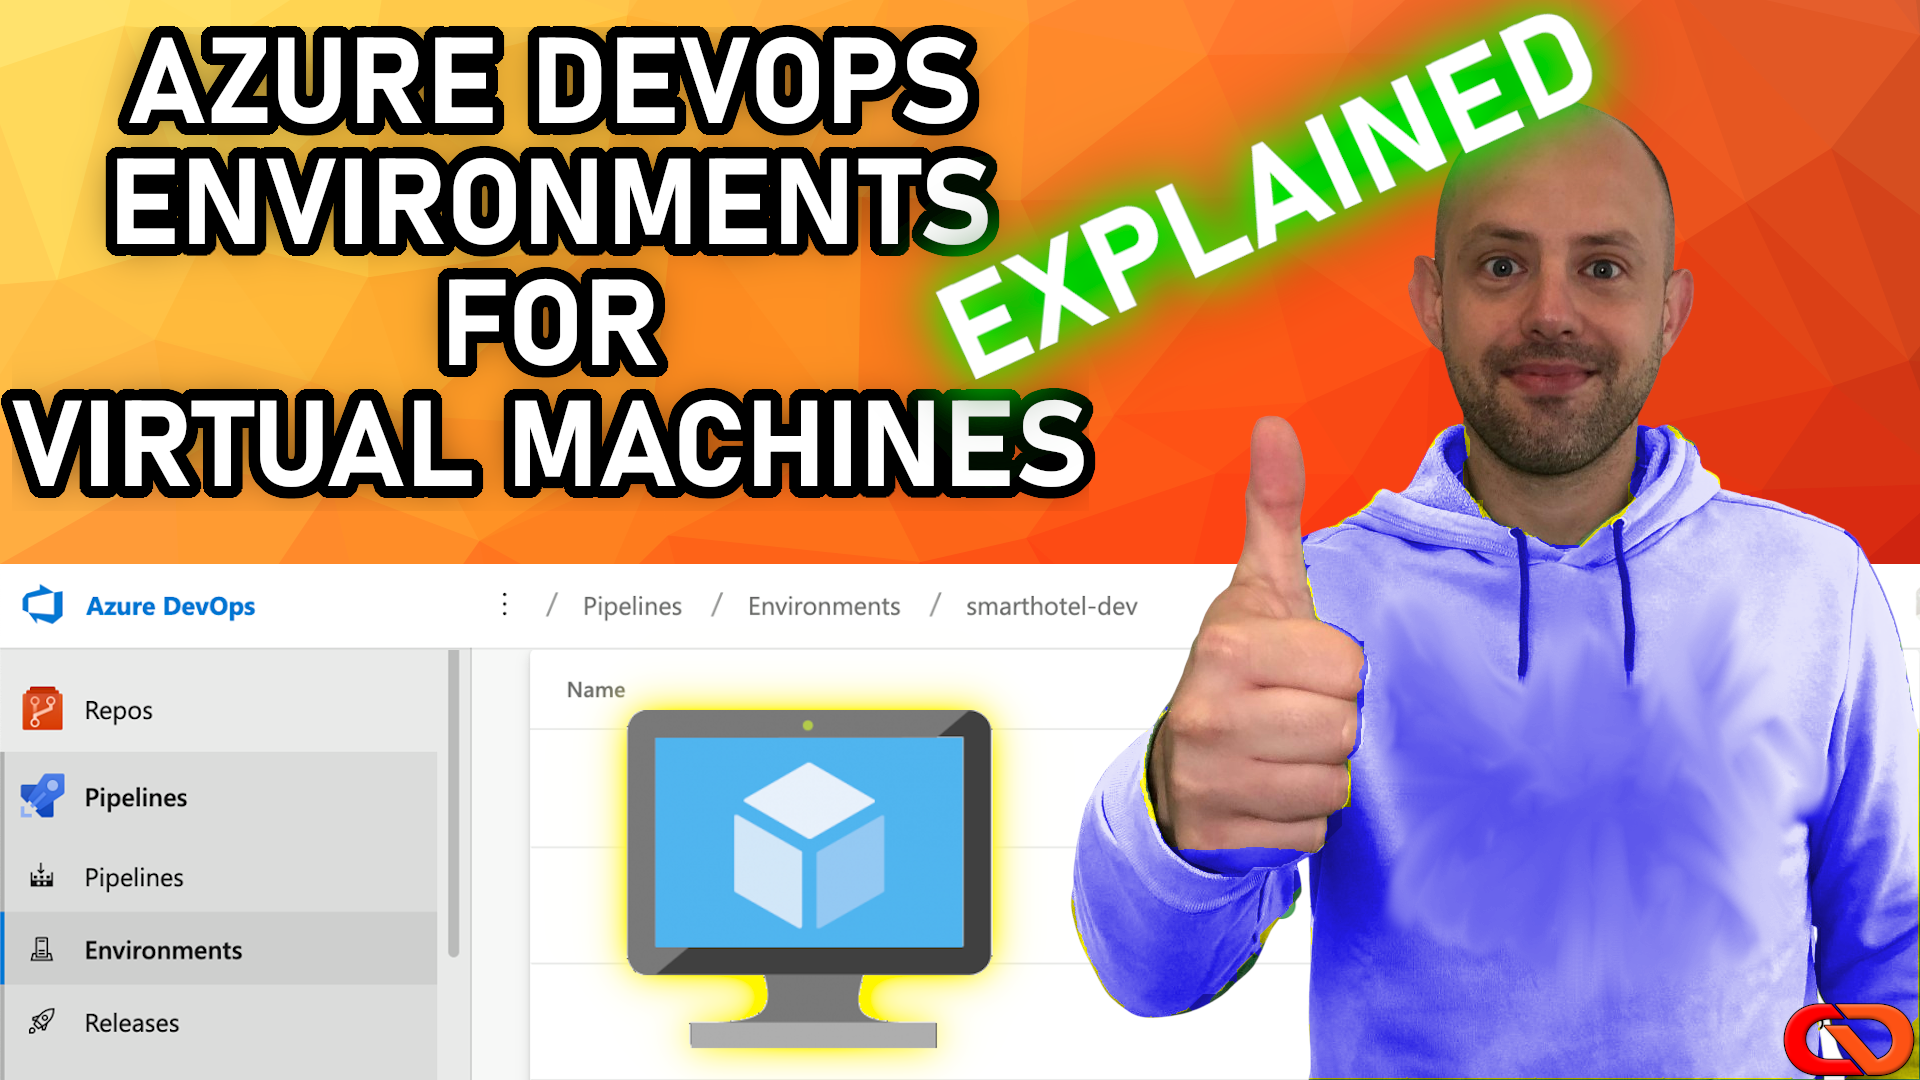 AZURE DEVOPS
ENVIRONMENTS
FOR
VIRTUAL MACHINES
EXPLAINED
Azure DevOps
/ Pipelines / Environments / smarthotel-dev
Repos
Pipelines
Pipelines
Environments
Releases
Name